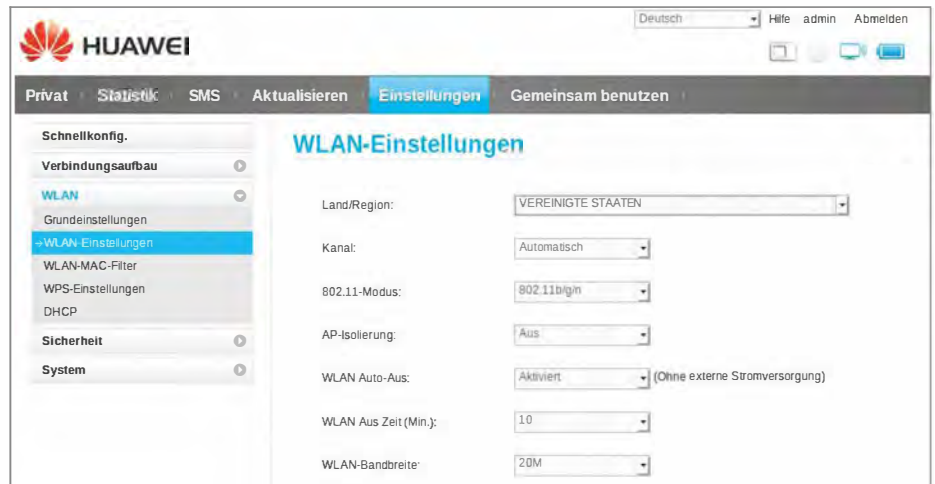 Deutsch Hilfe admin Abmelden
HUAWEI
Privat Statistik SMS Aktualisieren Einstellungen Gemeinsam benutzen
Schnellkonfig.
Verbindungsaufbau
WLAN
Grundeinstellungen
WLAN-Einstellungen
WLAN-MAC-Filter
WPS-Einstellungen
DHCP
Sicherheit
System
WLAN-Einstellungen
Land/Region: VEREINIGTE STAATEN
Kanal: Automatisch
802.11-Modus: 802.11b/g/n
AP-Isolierung: Aus
WLAN Auto-Aus: Aktiviert (Ohne externe Stromversorgung)
WLAN Aus Zeit (Min.): 10
WLAN-Bandbreite: 20M